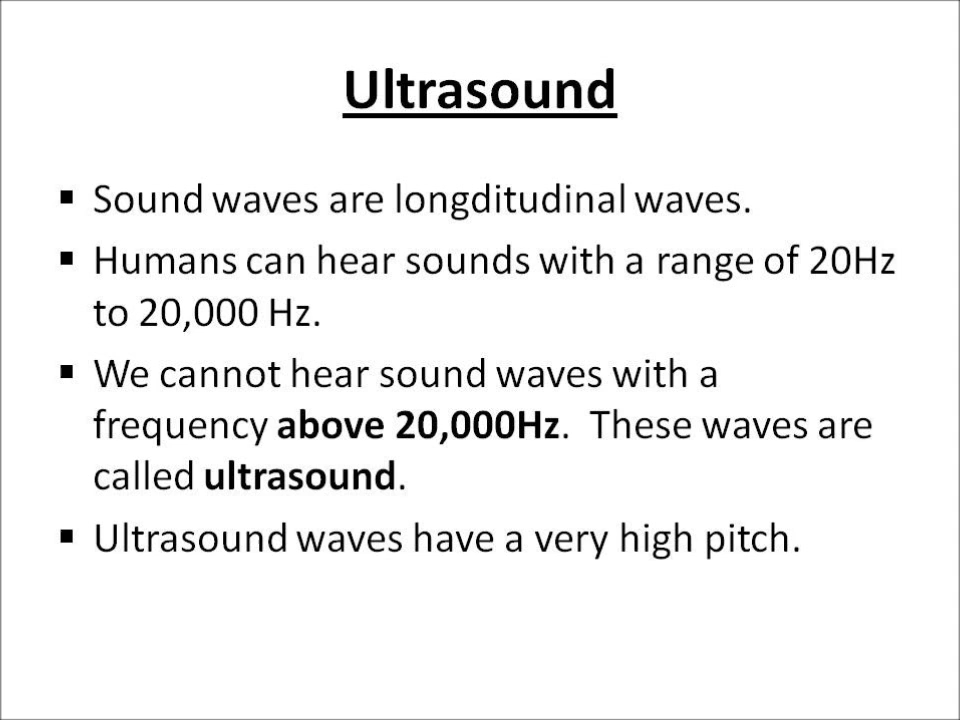 Ultrasound
▪ Sound waves are longditudinal waves.
▪ Humans can hear sounds with a range of 20Hz
to 20,000 Hz.
▪ We cannot hear sound waves with a
frequency above 20,000Hz.  These waves are
called ultrasound.
▪ Ultrasound waves have a very high pitch.